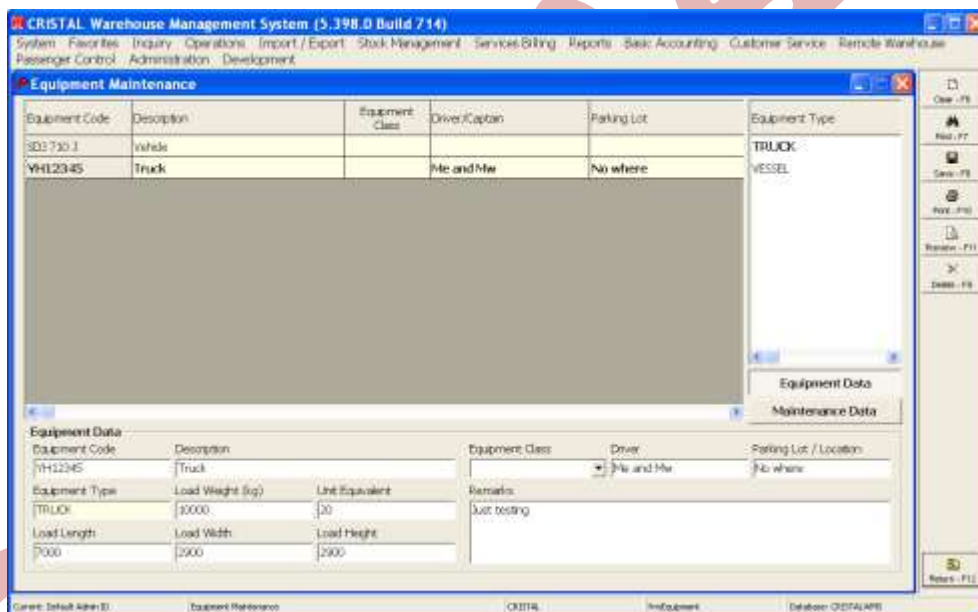 CRISTAL Warehouse Management System (5.398.0 Build 714)
System Favorites Inquiry Operations Import / Export Stock Management Services Billing Reports Basic Accounting Customer Service Remote Warehouse
Passenger Control Administration Development
Equipment Maintenance
Equipment Code Description Equipment Class Driver/Captain Parking Lot Equipment Type
Vehicle TRUCK
YH12345 Truck Me and Mw No where VESSEL
Equipment Data
Maintenance Data
Equipment Data
Equipment Code Description Equipment Class Driver Parking Lot / Location
YH12345 Truck Me and Mw No where
Equipment Type Load Weight (kg) Unit Equivalent Remarks
TRUCK 10000 20 Just testing
Load Length Load Width Load Height
7000 2900 2900
Clear - F5
Save - F8
Print - F10
Preview - F11
Return - F12
Current: Default Admin ID Equipment Maintenance CRISTAL frmEquipment